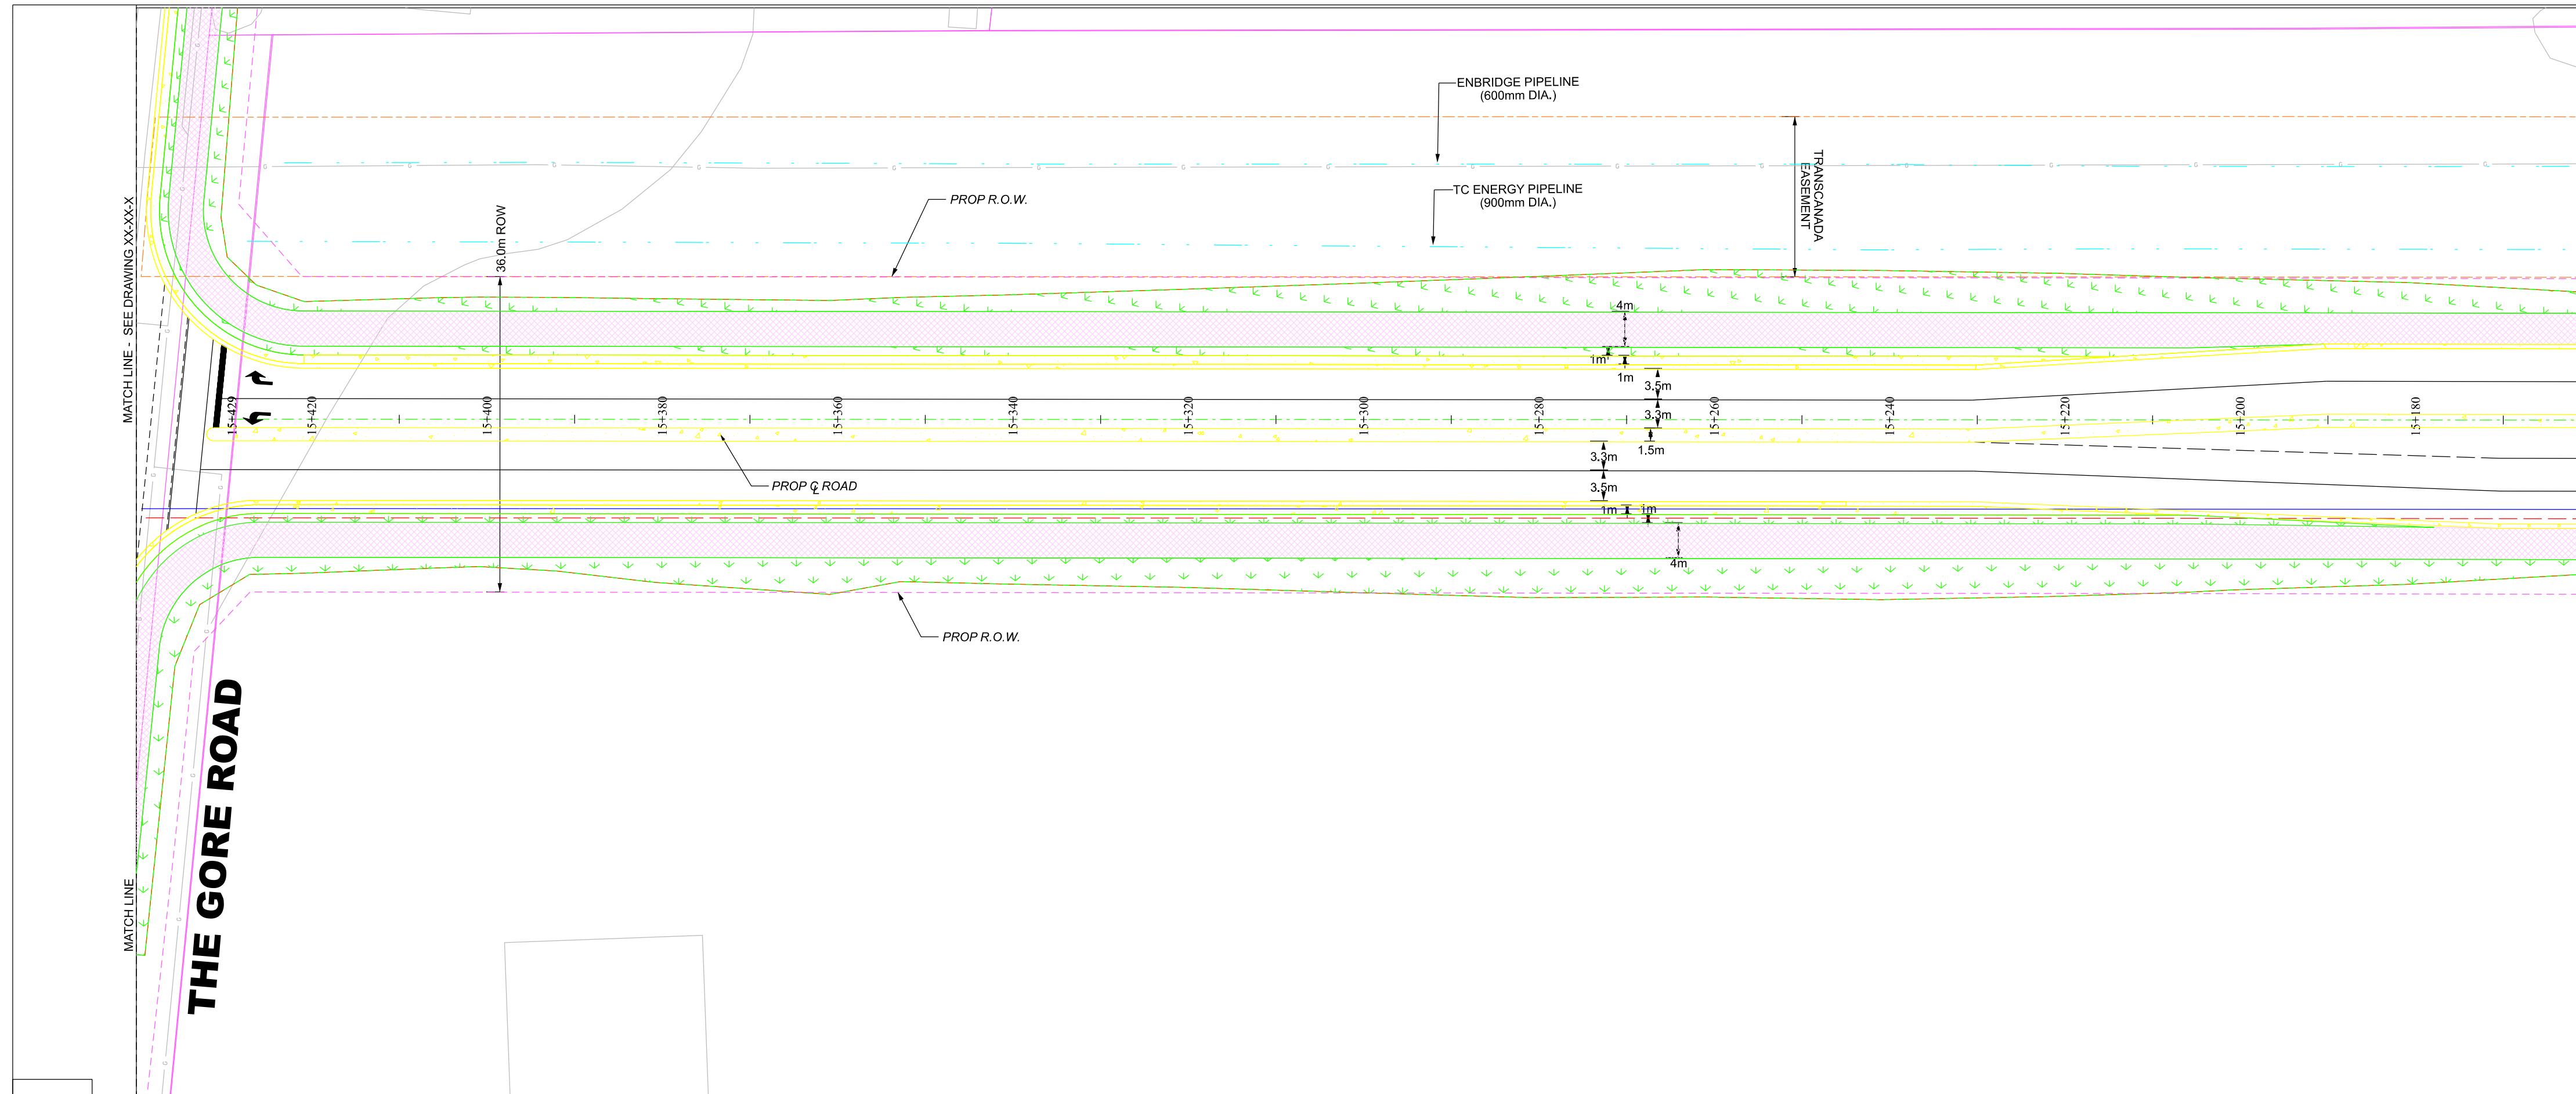 ENBRIDGE PIPELINE
(600mm DIA.)
TC ENERGY PIPELINE
(900mm DIA.)
TRANSCANADA
EASEMENT
PROP R.O.W.
36.0m ROW
MATCH LINE - SEE DRAWING XX-XX-X
4m
1m
1m
3.5m
3.3m
1.5m
3.3m
3.5m
1m
1m
4m
15+429
15+420
15+400
15+380
15+360
15+340
15+320
15+300
15+280
15+260
15+240
15+220
15+200
15+180
PROP ℄ ROAD
PROP R.O.W.
THE GORE ROAD
MATCH LINE